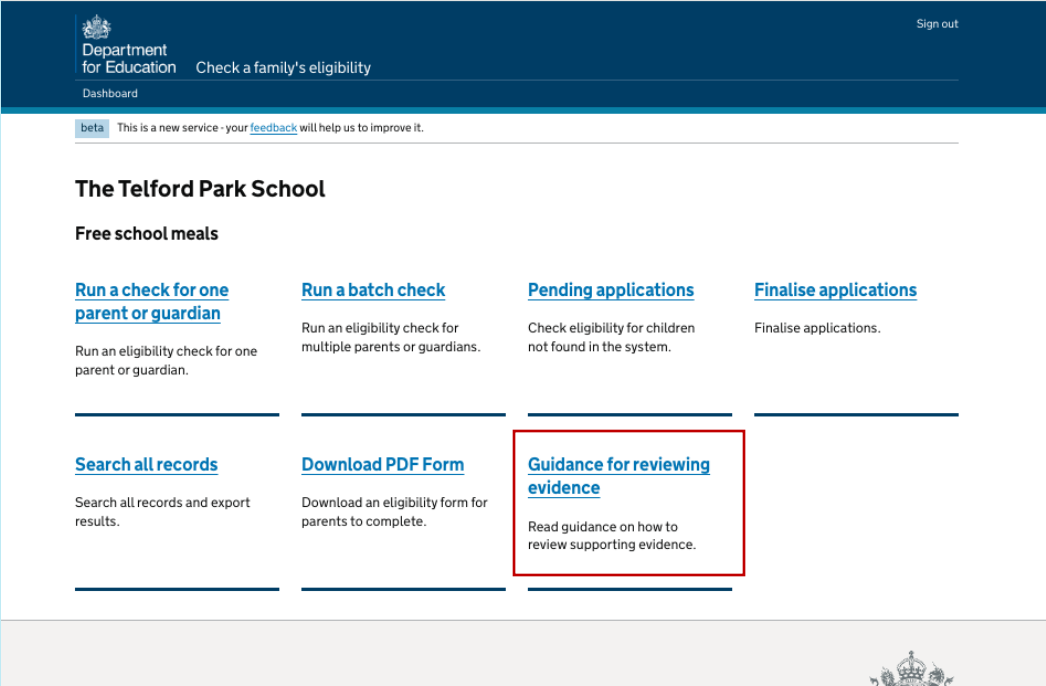 Sign out
Department
for Education
Check a family's eligibility
Dashboard
beta This is a new service - your feedback will help us to improve it.
The Telford Park School
Free school meals
Run a check for one
parent or guardian
Run an eligibility check for one
parent or guardian.
Run a batch check
Run an eligibility check for
multiple parents or guardians.
Pending applications
Check eligibility for children
not found in the system.
Finalise applications
Finalise applications.
Search all records
Search all records and export
results.
Download PDF Form
Download an eligibility form for
parents to complete.
Guidance for reviewing
evidence
Read guidance on how to
review supporting evidence.